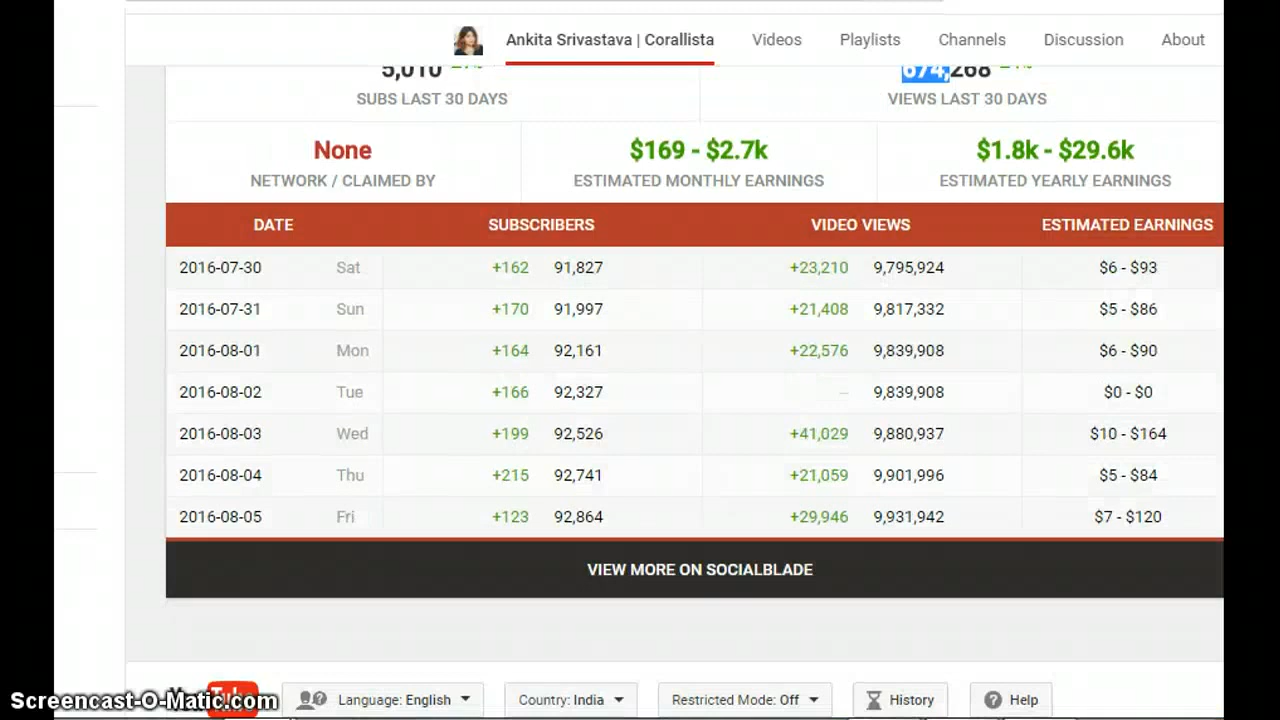 Ankita Srivastava | Corallista Videos Playlists Channels Discussion About
5,010 674,268
SUBS LAST 30 DAYS VIEWS LAST 30 DAYS
None $169 - $2.7k $1.8k - $29.6k
NETWORK / CLAIMED BY ESTIMATED MONTHLY EARNINGS ESTIMATED YEARLY EARNINGS
DATE SUBSCRIBERS VIDEO VIEWS ESTIMATED EARNINGS
2016-07-30 Sat +162 91,827 +23,210 9,795,924 $6 - $93
2016-07-31 Sun +170 91,997 +21,408 9,817,332 $5 - $86
2016-08-01 Mon +164 92,161 +22,576 9,839,908 $6 - $90
2016-08-02 Tue +166 92,327 -- 9,839,908 $0 - $0
2016-08-03 Wed +199 92,526 +41,029 9,880,937 $10 - $164
2016-08-04 Thu +215 92,741 +21,059 9,901,996 $5 - $84
2016-08-05 Fri +123 92,864 +29,946 9,931,942 $7 - $120
VIEW MORE ON SOCIALBLADE
Language: English Country: India Restricted Mode: Off History Help
Screencast-O-Matic.com